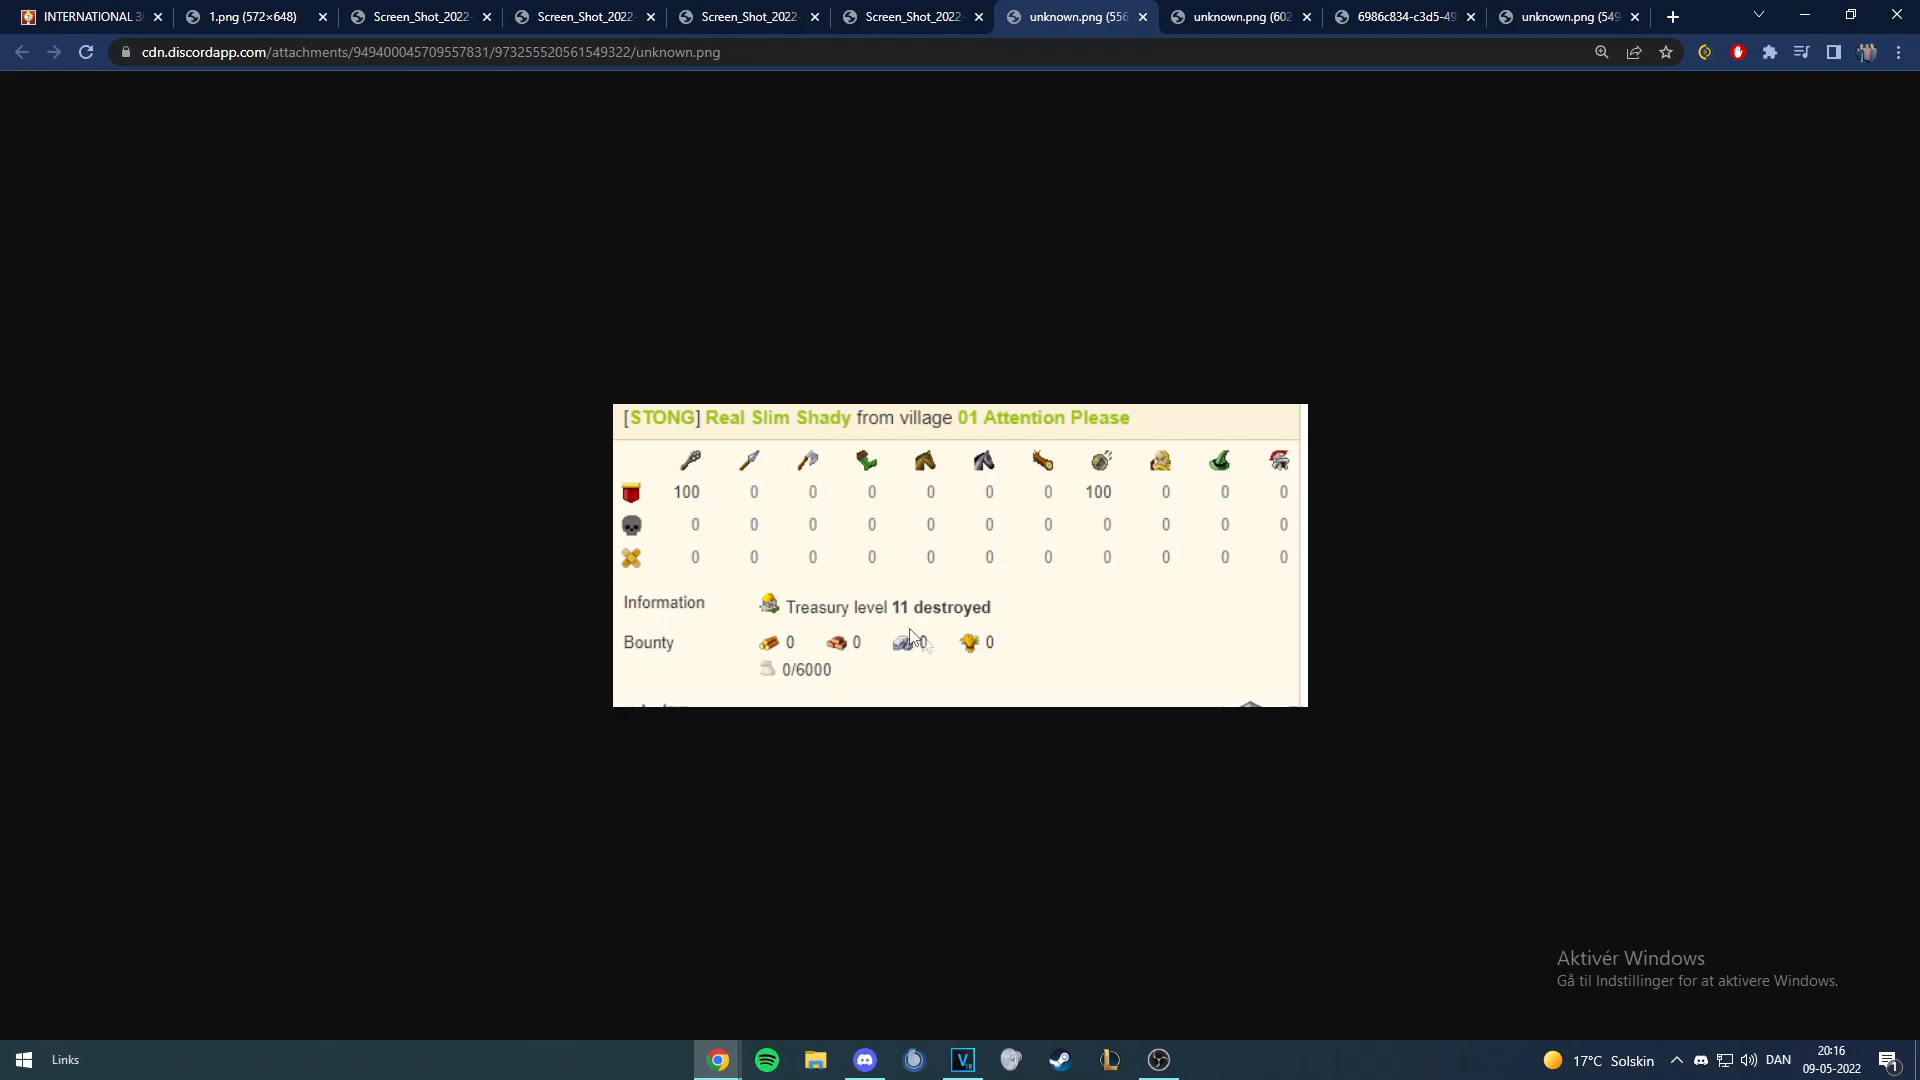 INTERNATIONAL 3
1.png (572×648)
Screen_Shot_2022-
Screen_Shot_2022-
Screen_Shot_2022-
Screen_Shot_2022-
unknown.png (556
unknown.png (602
6986c834-c3d5-49
unknown.png (549
cdn.discordapp.com/attachments/949400045709557831/973255520561549322/unknown.png
[STONG] Real Slim Shady from village 01 Attention Please
100 0 0 0 0 0 0 100 0 0 0
0 0 0 0 0 0 0 0 0 0 0
0 0 0 0 0 0 0 0 0 0 0
Information Treasury level 11 destroyed
Bounty 0 0 0 0
0/6000
Aktivér Windows
Gå til Indstillinger for at aktivere Windows.
Links
17°C Solskin
DAN
20:16
09-05-2022
1